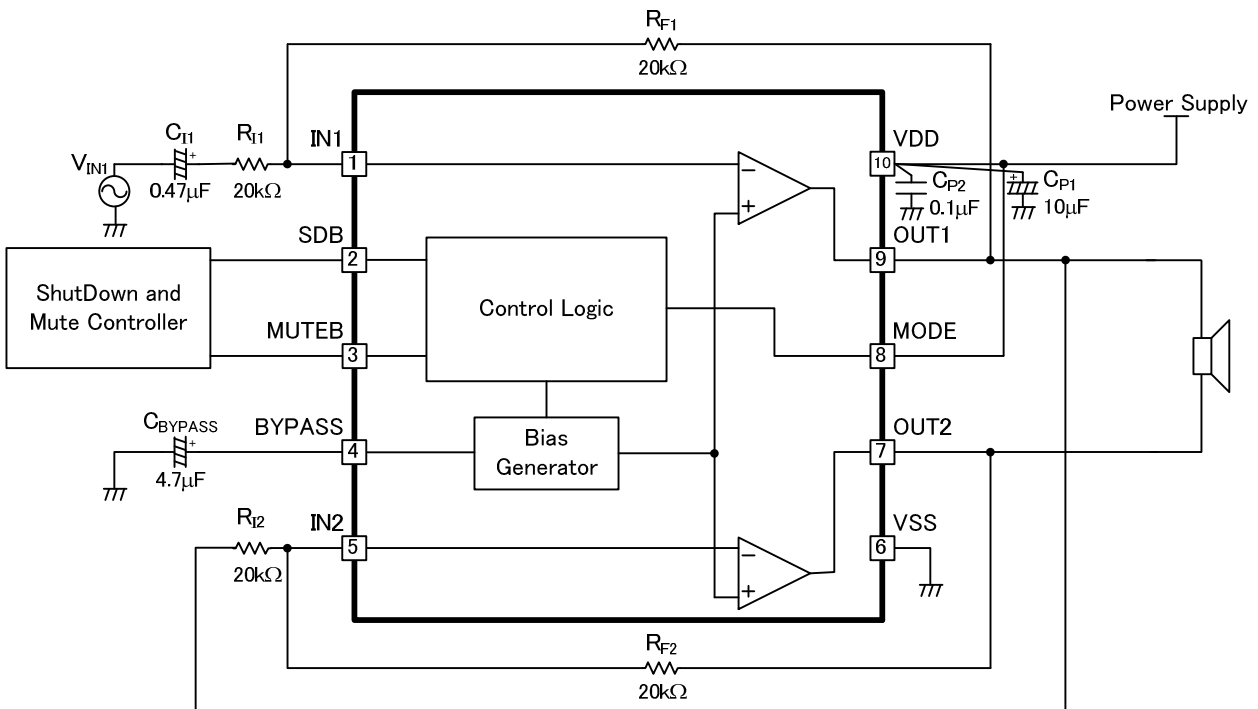 RF1
20kΩ
Power Supply
CI1
+
RI1
IN1
VDD
VIN1
1
10
0.47μF
20kΩ
−
+
CP2
0.1μF
+
CP1
10μF
SDB
OUT1
2
9
ShutDown and
Mute Controller
Control Logic
MUTEB
MODE
3
8
CBYPASS
+
4.7μF
BYPASS
4
Bias
Generator
OUT2
7
RI2
20kΩ
IN2
5
VSS
6
−
+
RF2
20kΩ